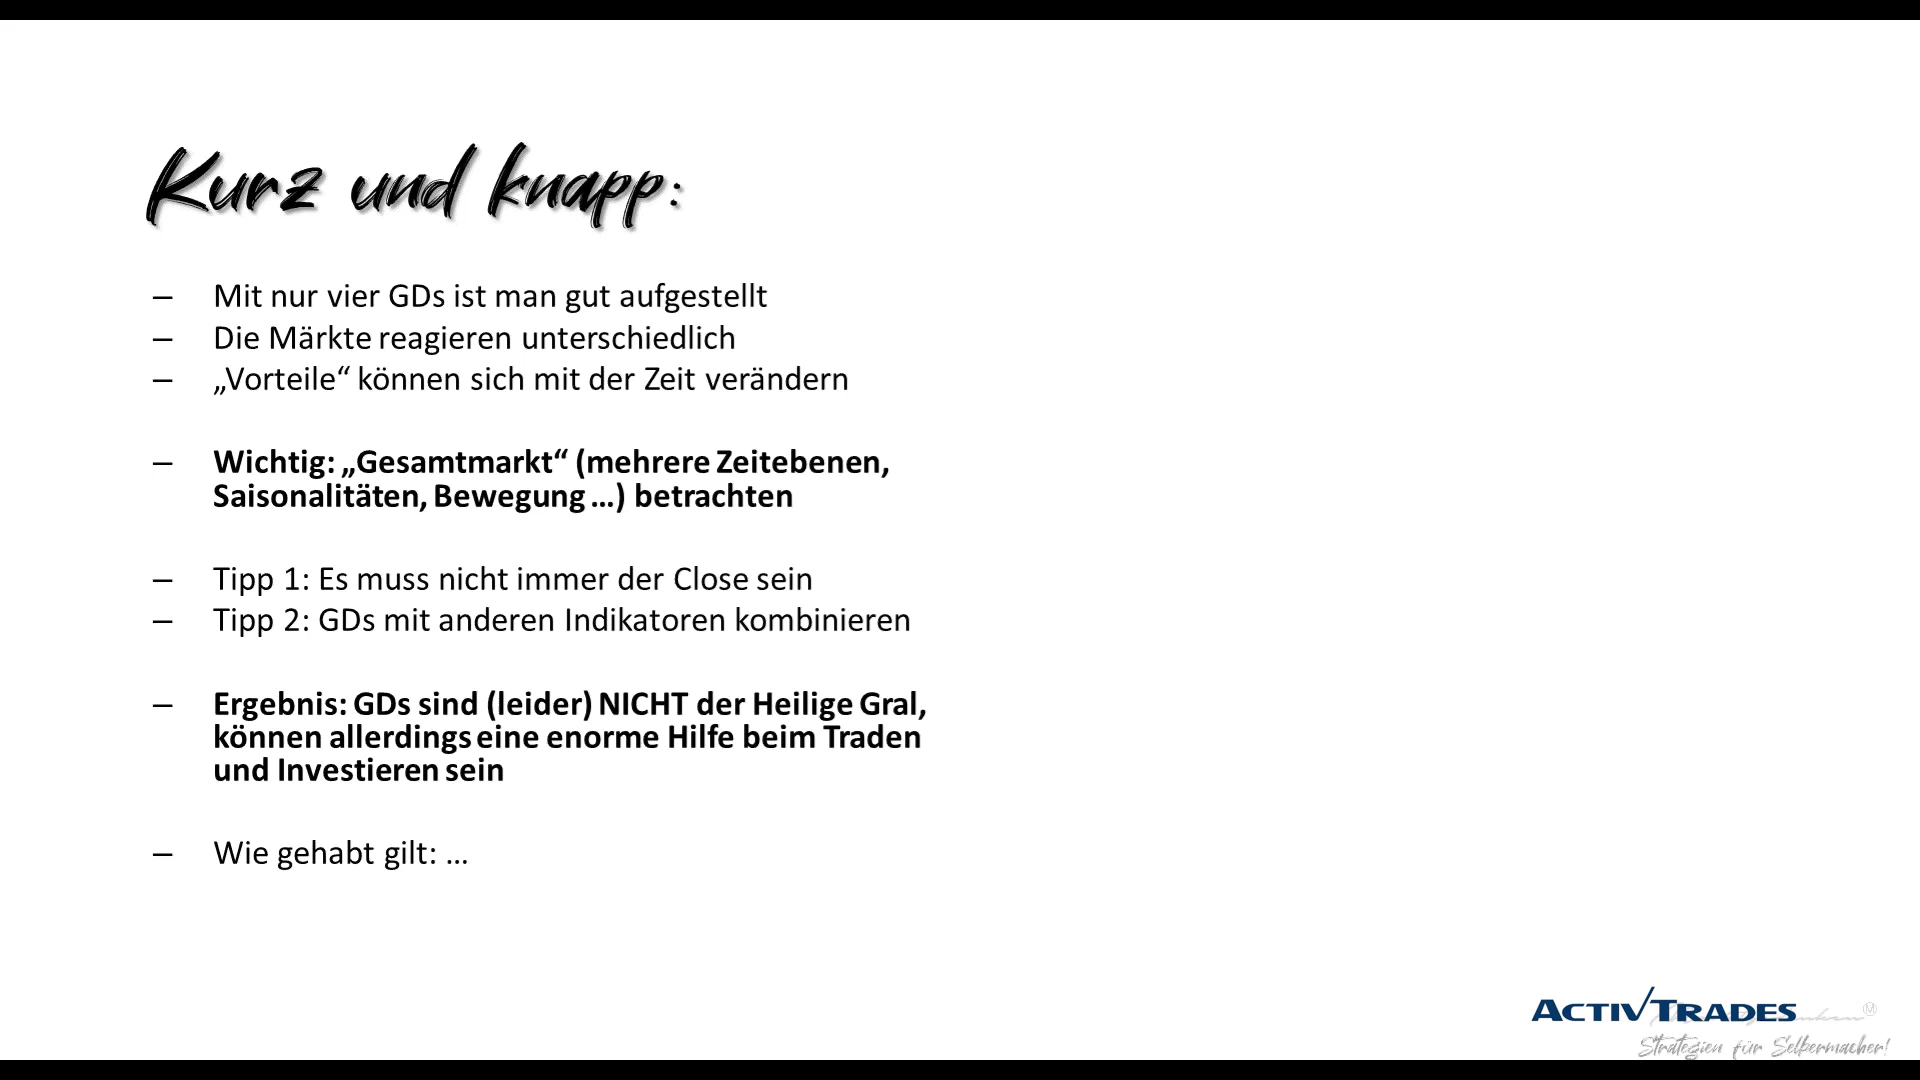 Kurz und knapp:
– Mit nur vier GDs ist man gut aufgestellt
– Die Märkte reagieren unterschiedlich
– „Vorteile“ können sich mit der Zeit verändern
– Wichtig: „Gesamtmarkt“ (mehrere Zeitebenen,
Saisonalitäten, Bewegung ...) betrachten
– Tipp 1: Es muss nicht immer der Close sein
– Tipp 2: GDs mit anderen Indikatoren kombinieren
– Ergebnis: GDs sind (leider) NICHT der Heilige Gral,
können allerdings eine enorme Hilfe beim Traden
und Investieren sein
– Wie gehabt gilt: ...
ACTIVTRADES
Strategien für Selbermacher!